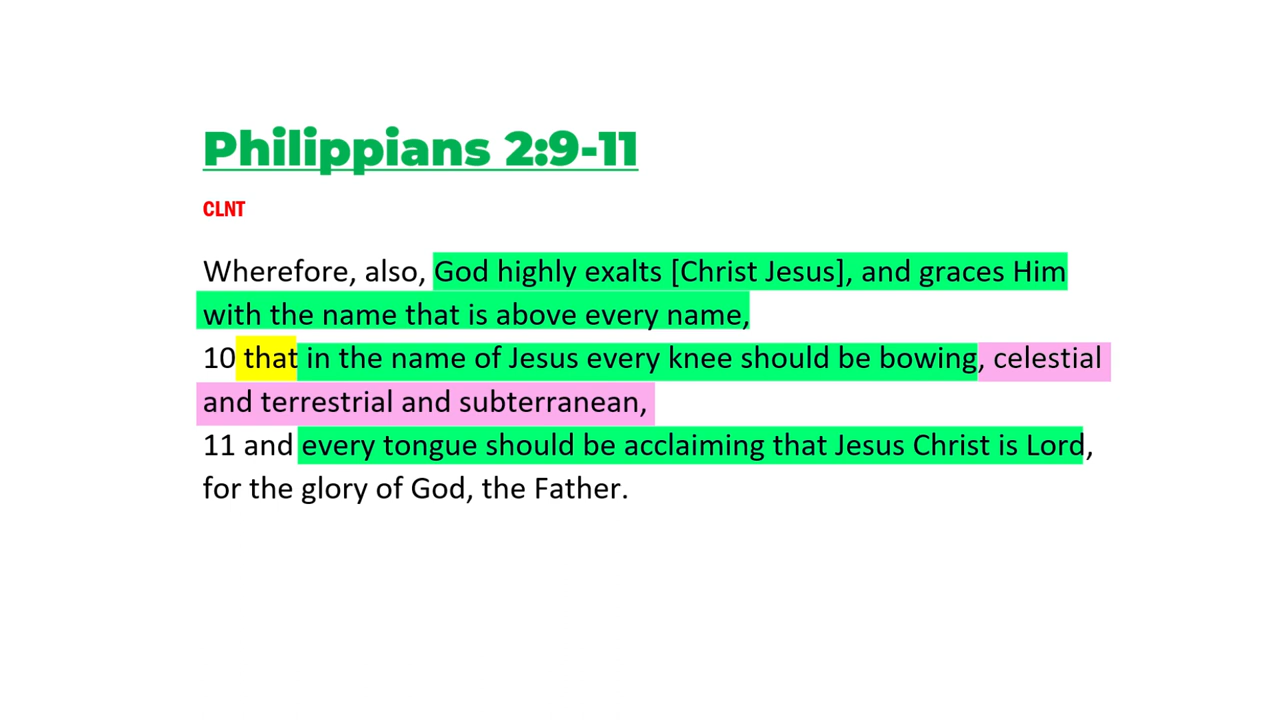 Philippians 2:9-11
CLNT
Wherefore, also, God highly exalts [Christ Jesus], and graces Him
with the name that is above every name,
10 that in the name of Jesus every knee should be bowing, celestial
and terrestrial and subterranean,
11 and every tongue should be acclaiming that Jesus Christ is Lord,
for the glory of God, the Father.